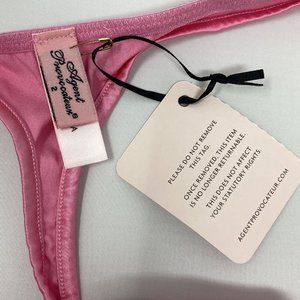 Agent
Provocateur®
2
A
PLEASE DO NOT REMOVE
THIS TAG.
ONCE REMOVED, THIS ITEM
IS NO LONGER RETURNABLE.
THIS DOES NOT AFFECT
YOUR STATUTORY RIGHTS.
AGENTPROVOCATEUR.COM